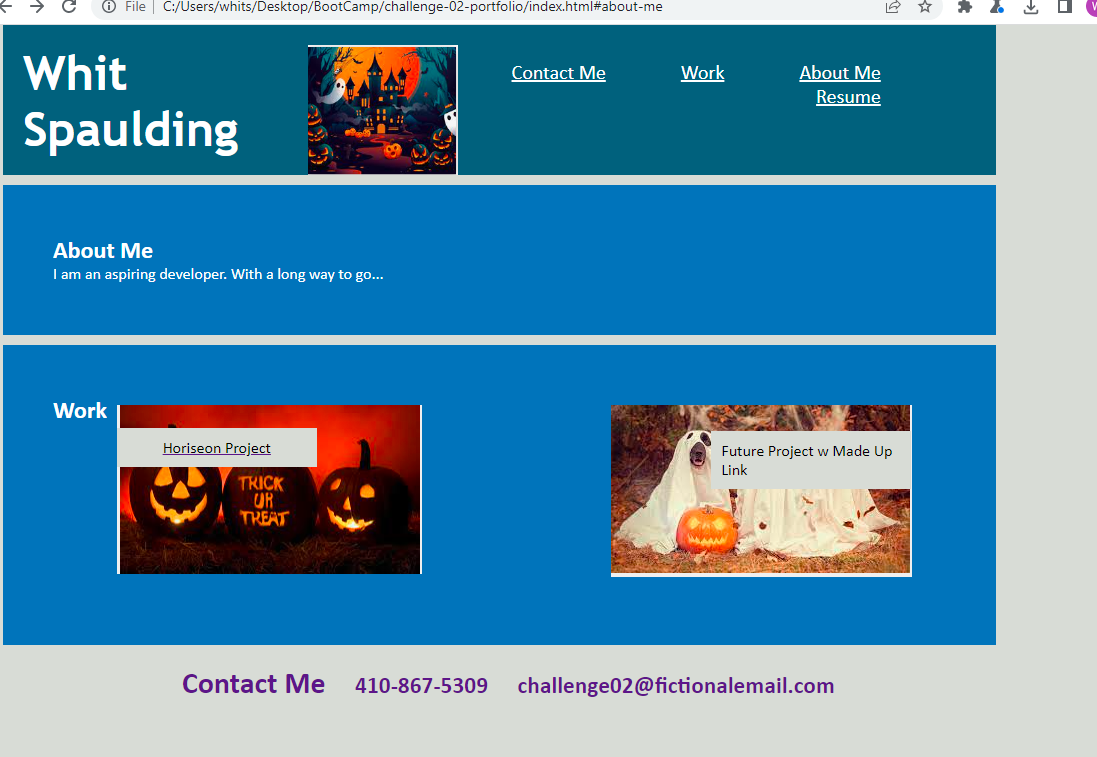 File
C:/Users/whits/Desktop/BootCamp/challenge-02-portfolio/index.html#about-me
Whit
Spaulding
Contact Me
Work
About Me
Resume
About Me
I am an aspiring developer. With a long way to go...
Work
Horiseon Project
TRICK
OR
TREAT
Future Project w Made Up
Link
Contact Me
410-867-5309
challenge02@fictionalemail.com